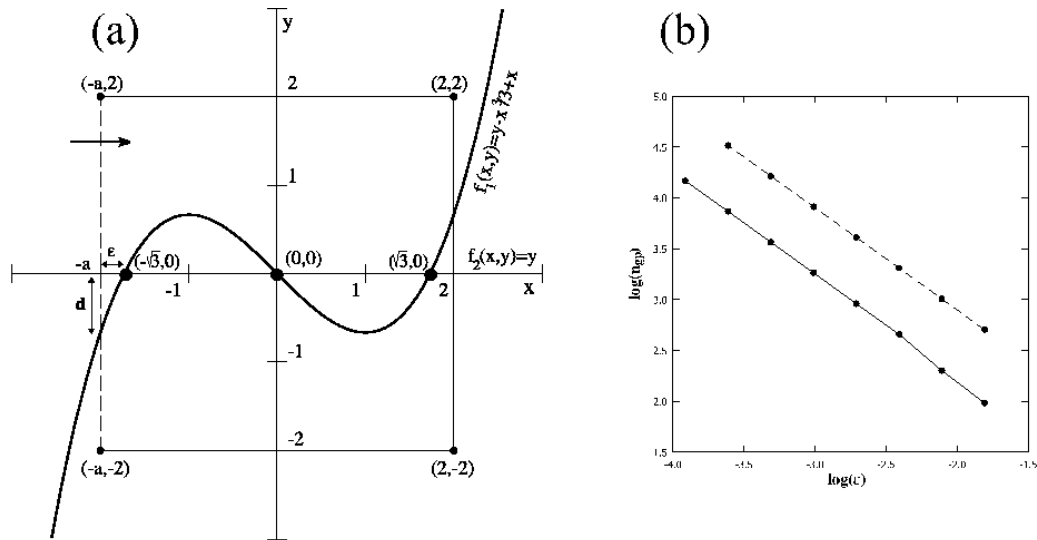 (a)
y
(-a,2)
2
(2,2)
f₁(x,y)=y-x³/3+x
1
ε
-a
(-√3,0)
(0,0)
(√3,0)
f₂(x,y)=y
-1
1
2
x
d
-1
-2
(-a,-2)
(2,-2)
(b)
5.0
4.5
4.0
3.5
3.0
2.5
2.0
1.5
log(n_gp)
-4.0 -3.5 -3.0 -2.5 -2.0 -1.5
log(ε)